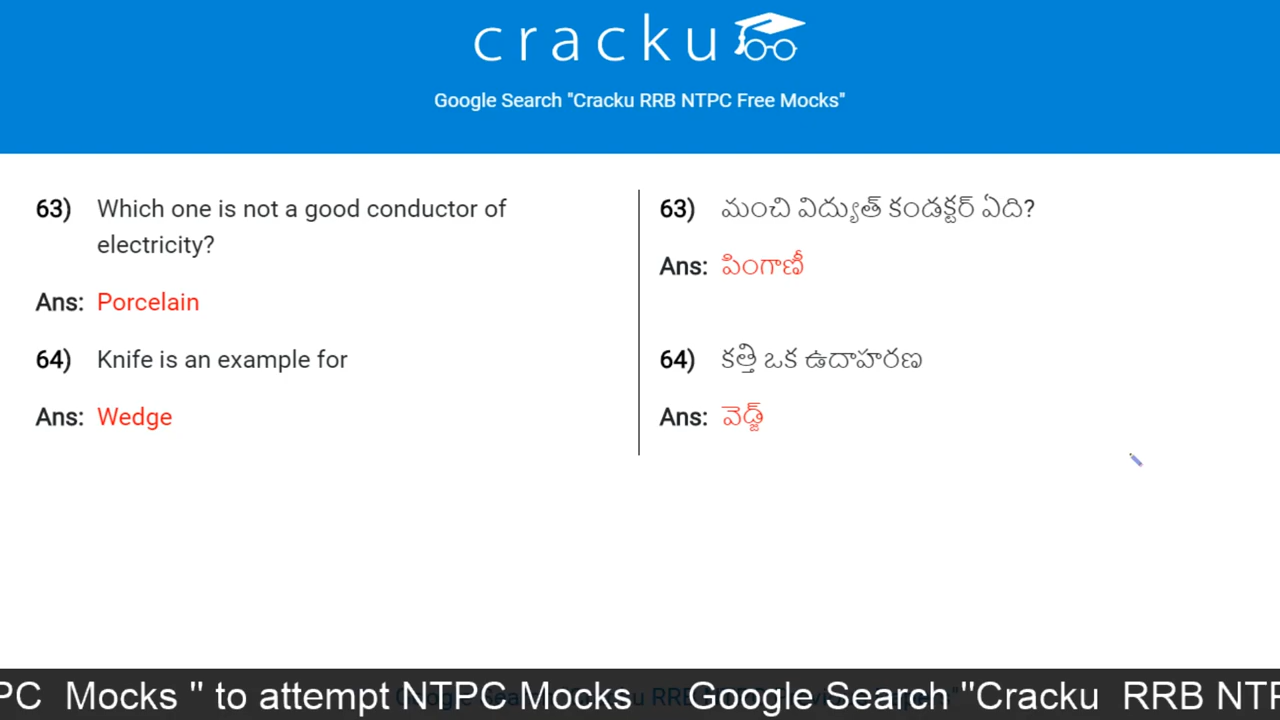 cracku
Google Search "Cracku RRB NTPC Free Mocks"
63) Which one is not a good conductor of
electricity?
Ans: Porcelain
64) Knife is an example for
Ans: Wedge
63) మంచి విద్యుత్ కండక్టర్ ఏది?
Ans: పింగాణీ
64) కత్తి ఒక ఉదాహరణ
Ans: వెడ్జ్
PC Mocks " to attempt NTPC Mocks Google Search "Cracku RRB NTP